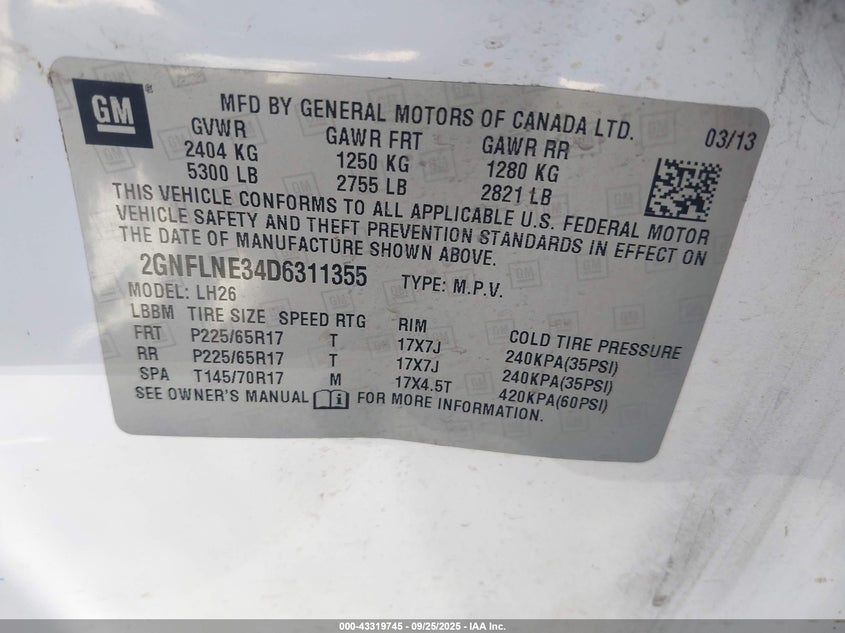 GM
MFD BY GENERAL MOTORS OF CANADA LTD.
03/13
GVWR GAWR FRT GAWR RR
2404 KG 1250 KG 1280 KG
5300 LB 2755 LB 2821 LB
THIS VEHICLE CONFORMS TO ALL APPLICABLE U.S. FEDERAL MOTOR
VEHICLE SAFETY AND THEFT PREVENTION STANDARDS IN EFFECT ON
THE DATE OF MANUFACTURE SHOWN ABOVE.
2GNFLNE34D6311355 TYPE: M.P.V.
MODEL: LH26
LBBM TIRE SIZE SPEED RTG RIM COLD TIRE PRESSURE
FRT P225/65R17 T 17X7J 240KPA(35PSI)
RR P225/65R17 T 17X7J 240KPA(35PSI)
SPA T145/70R17 M 17X4.5T 420KPA(60PSI)
SEE OWNER'S MANUAL FOR MORE INFORMATION.
000-43319745 - 09/25/2025 - IAA Inc.